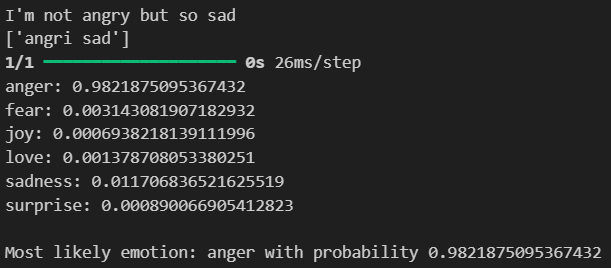 I'm not angry but so sad
['angri sad']
1/1 ━━━━━━━━━━━━━━━━━━━━ 0s 26ms/step
anger: 0.9821875095367432
fear: 0.003143081907182932
joy: 0.0006938218139111996
love: 0.001378708053380251
sadness: 0.011706836521625519
surprise: 0.000890066905412823
Most likely emotion: anger with probability 0.9821875095367432